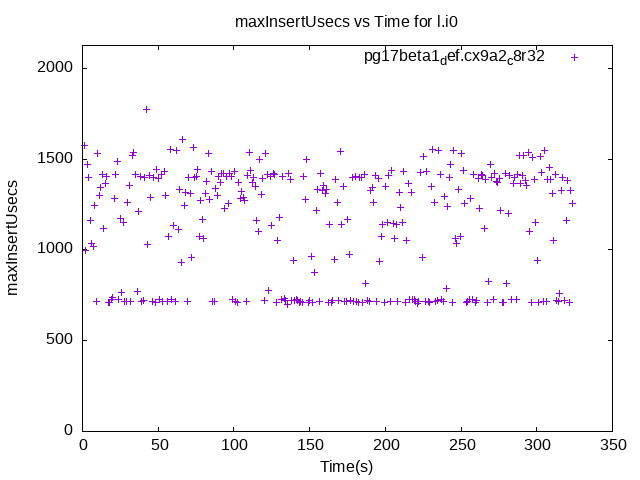 maxInsertUsecs vs Time for l.i0
pg17beta1def.cx9a2c8r32
2000
1500
1000
500
0
maxInsertUsecs
0 50 100 150 200 250 300 350
Time(s)